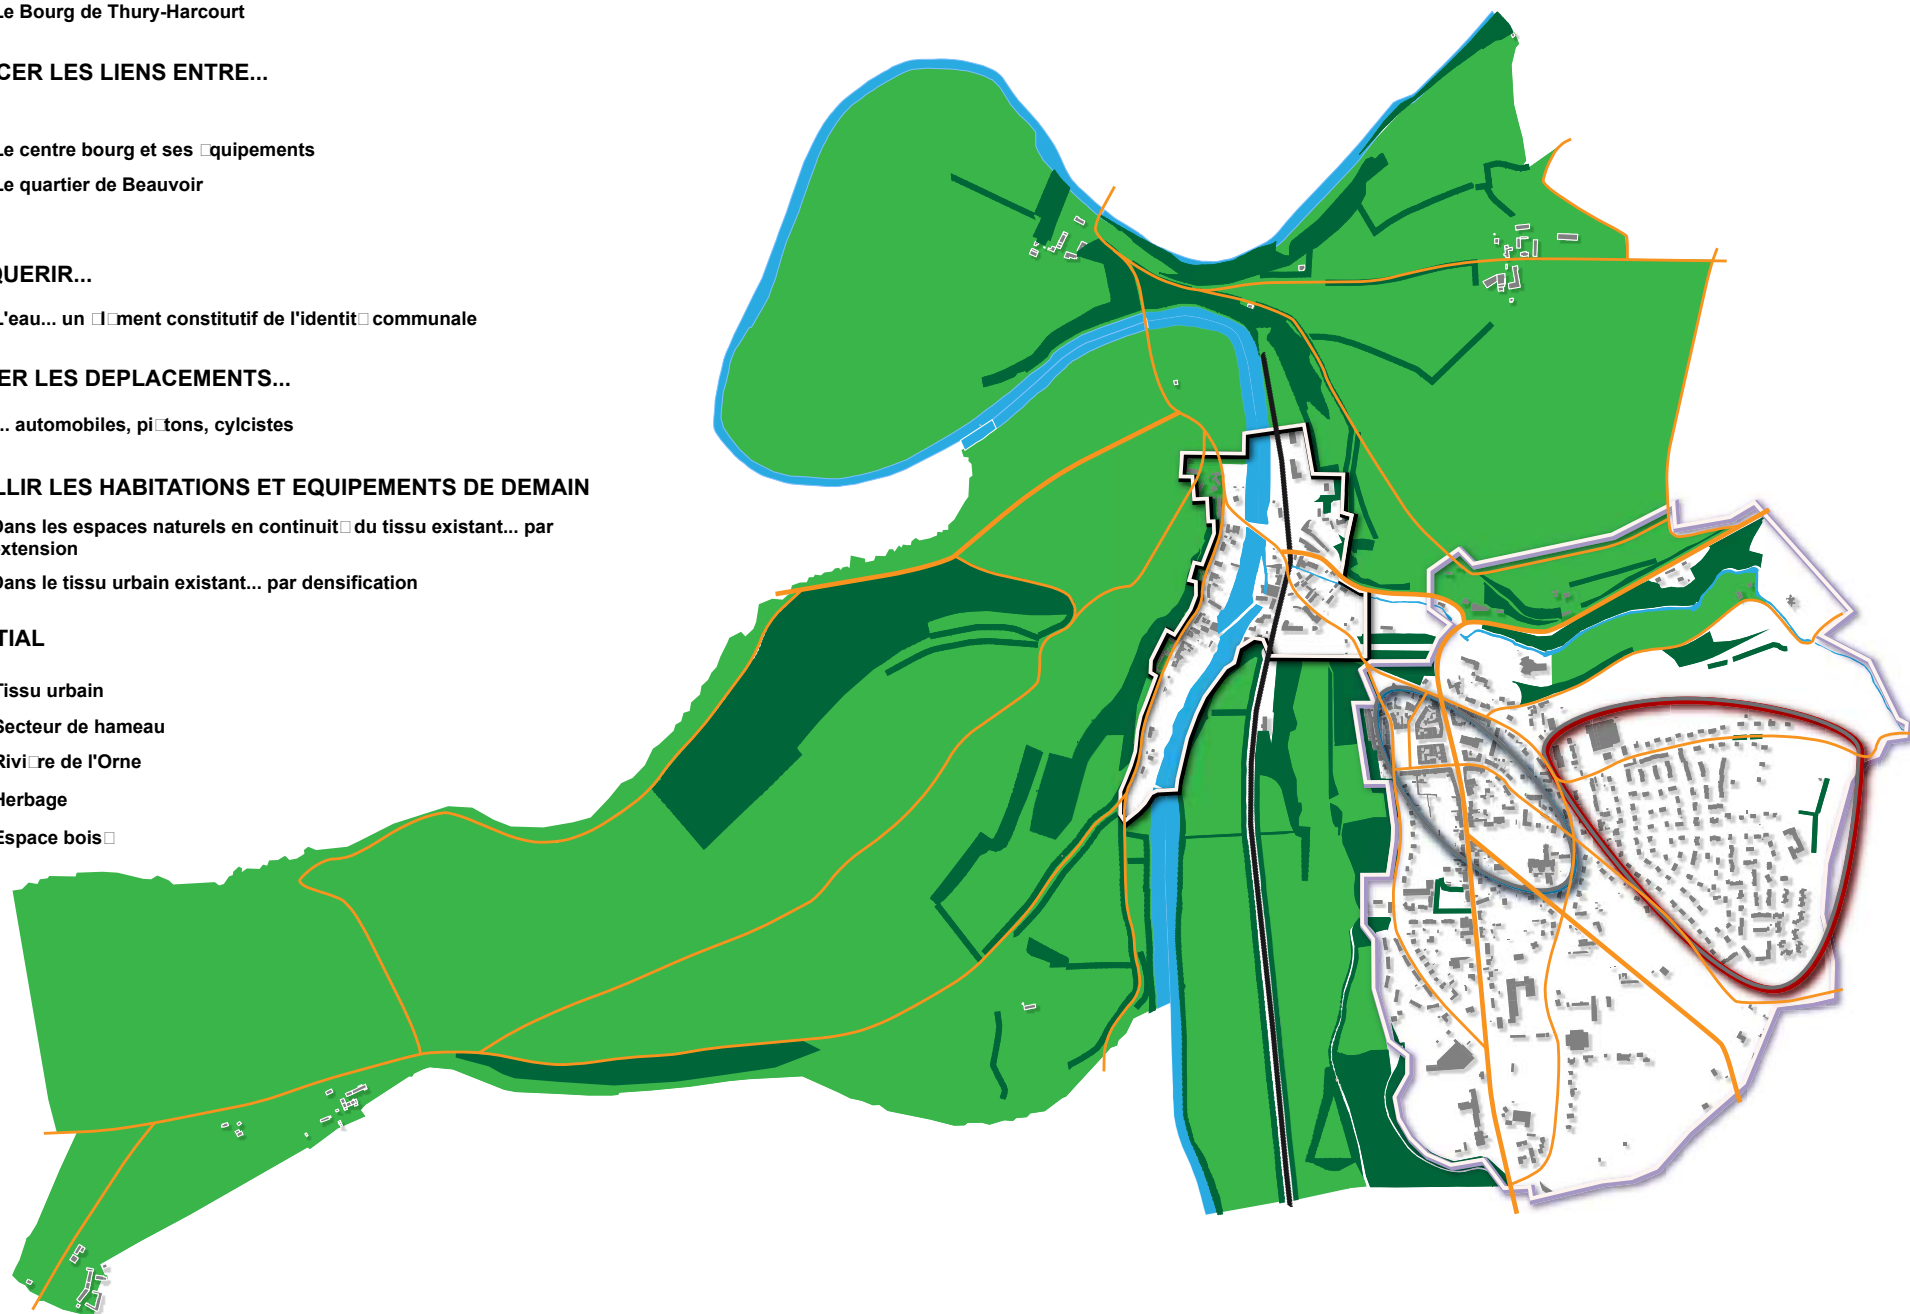 Le Bourg de Thury-Harcourt
CER LES LIENS ENTRE...
Le centre bourg et ses □quipements
Le quartier de Beauvoir
QUERIR...
L'eau... un □l□ment constitutif de l'identit□ communale
ER LES DEPLACEMENTS...
... automobiles, pi□tons, cylcistes
LLIR LES HABITATIONS ET EQUIPEMENTS DE DEMAIN
Dans les espaces naturels en continuit□ du tissu existant... par
extension
Dans le tissu urbain existant... par densification
TIAL
Tissu urbain
Secteur de hameau
Rivi□re de l'Orne
Herbage
Espace bois□